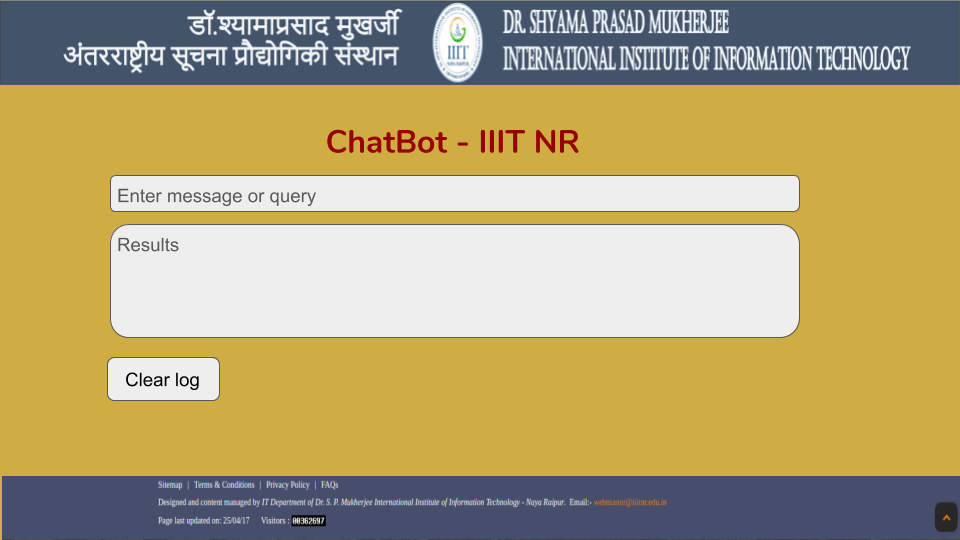 डॉ.श्यामाप्रसाद मुखर्जी
अंतरराष्ट्रीय सूचना प्रौद्योगिकी संस्थान
IIIT
DR. SHYAMA PRASAD MUKHERJEE
INTERNATIONAL INSTITUTE OF INFORMATION TECHNOLOGY
ChatBot - IIIT NR
Enter message or query
Results
Clear log
Sitemap | Terms & Conditions | Privacy Policy | FAQs
Designed and content managed by IT Department of Dr. S. P. Mukherjee International Institute of Information Technology - Naya Raipur. Email:- webmaster@iiitnr.edu.in
Page last updated on: 25/04/17 Visitors : 00362697